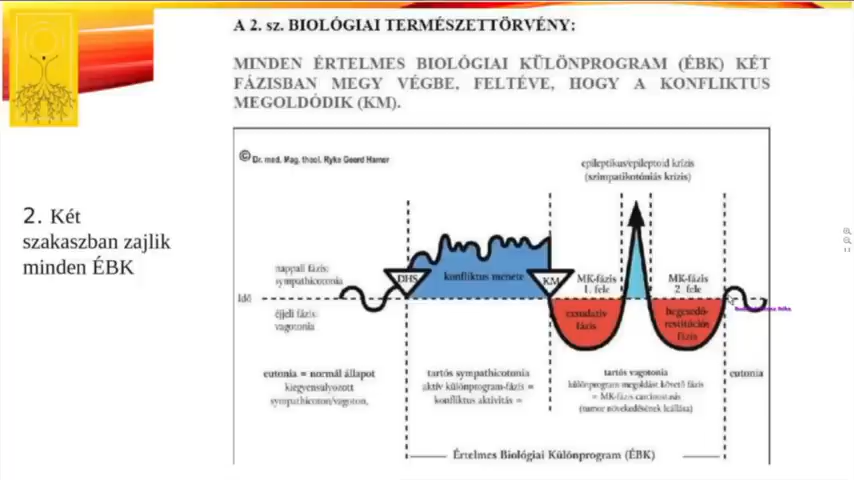 A 2. sz. BIOLÓGIAI TERMÉSZETTÖRVÉNY:
MINDEN ÉRTELMES BIOLÓGIAI KÜLÖNPROGRAM (ÉBK) KÉT
FÁZISBAN MEGY VÉGBE, FELTÉVE, HOGY A KONFLIKTUS
MEGOLDÓDIK (KM).
2. Két
szakaszban zajlik
minden ÉBK
© Dr. med. Mag. theol. Ryke Geerd Hamer
epileptikus/epileptoid krízis
(szimpatikotóniás krízis)
nappali fázis:
sympathicotonia
DHS
konfliktus menete
KM
MK-fázis
1. fele
MK-fázis
2. fele
Idő
éjjeli fázis:
vagotonia
exsudatív
fázis
hegesedő-
restitúciós
fázis
eutonia = normál állapot
kiegyensúlyozott
sympathicoton/vagoton,
tartós sympathicotonia
aktív különprogram-fázis =
konfliktus aktivitás =
tartós vagotonia
különprogram megoldást követő fázis
= MK-fázis carcinostasis
(tumor növekedésének leállása)
eutonia
Értelmes Biológiai Különprogram (ÉBK)